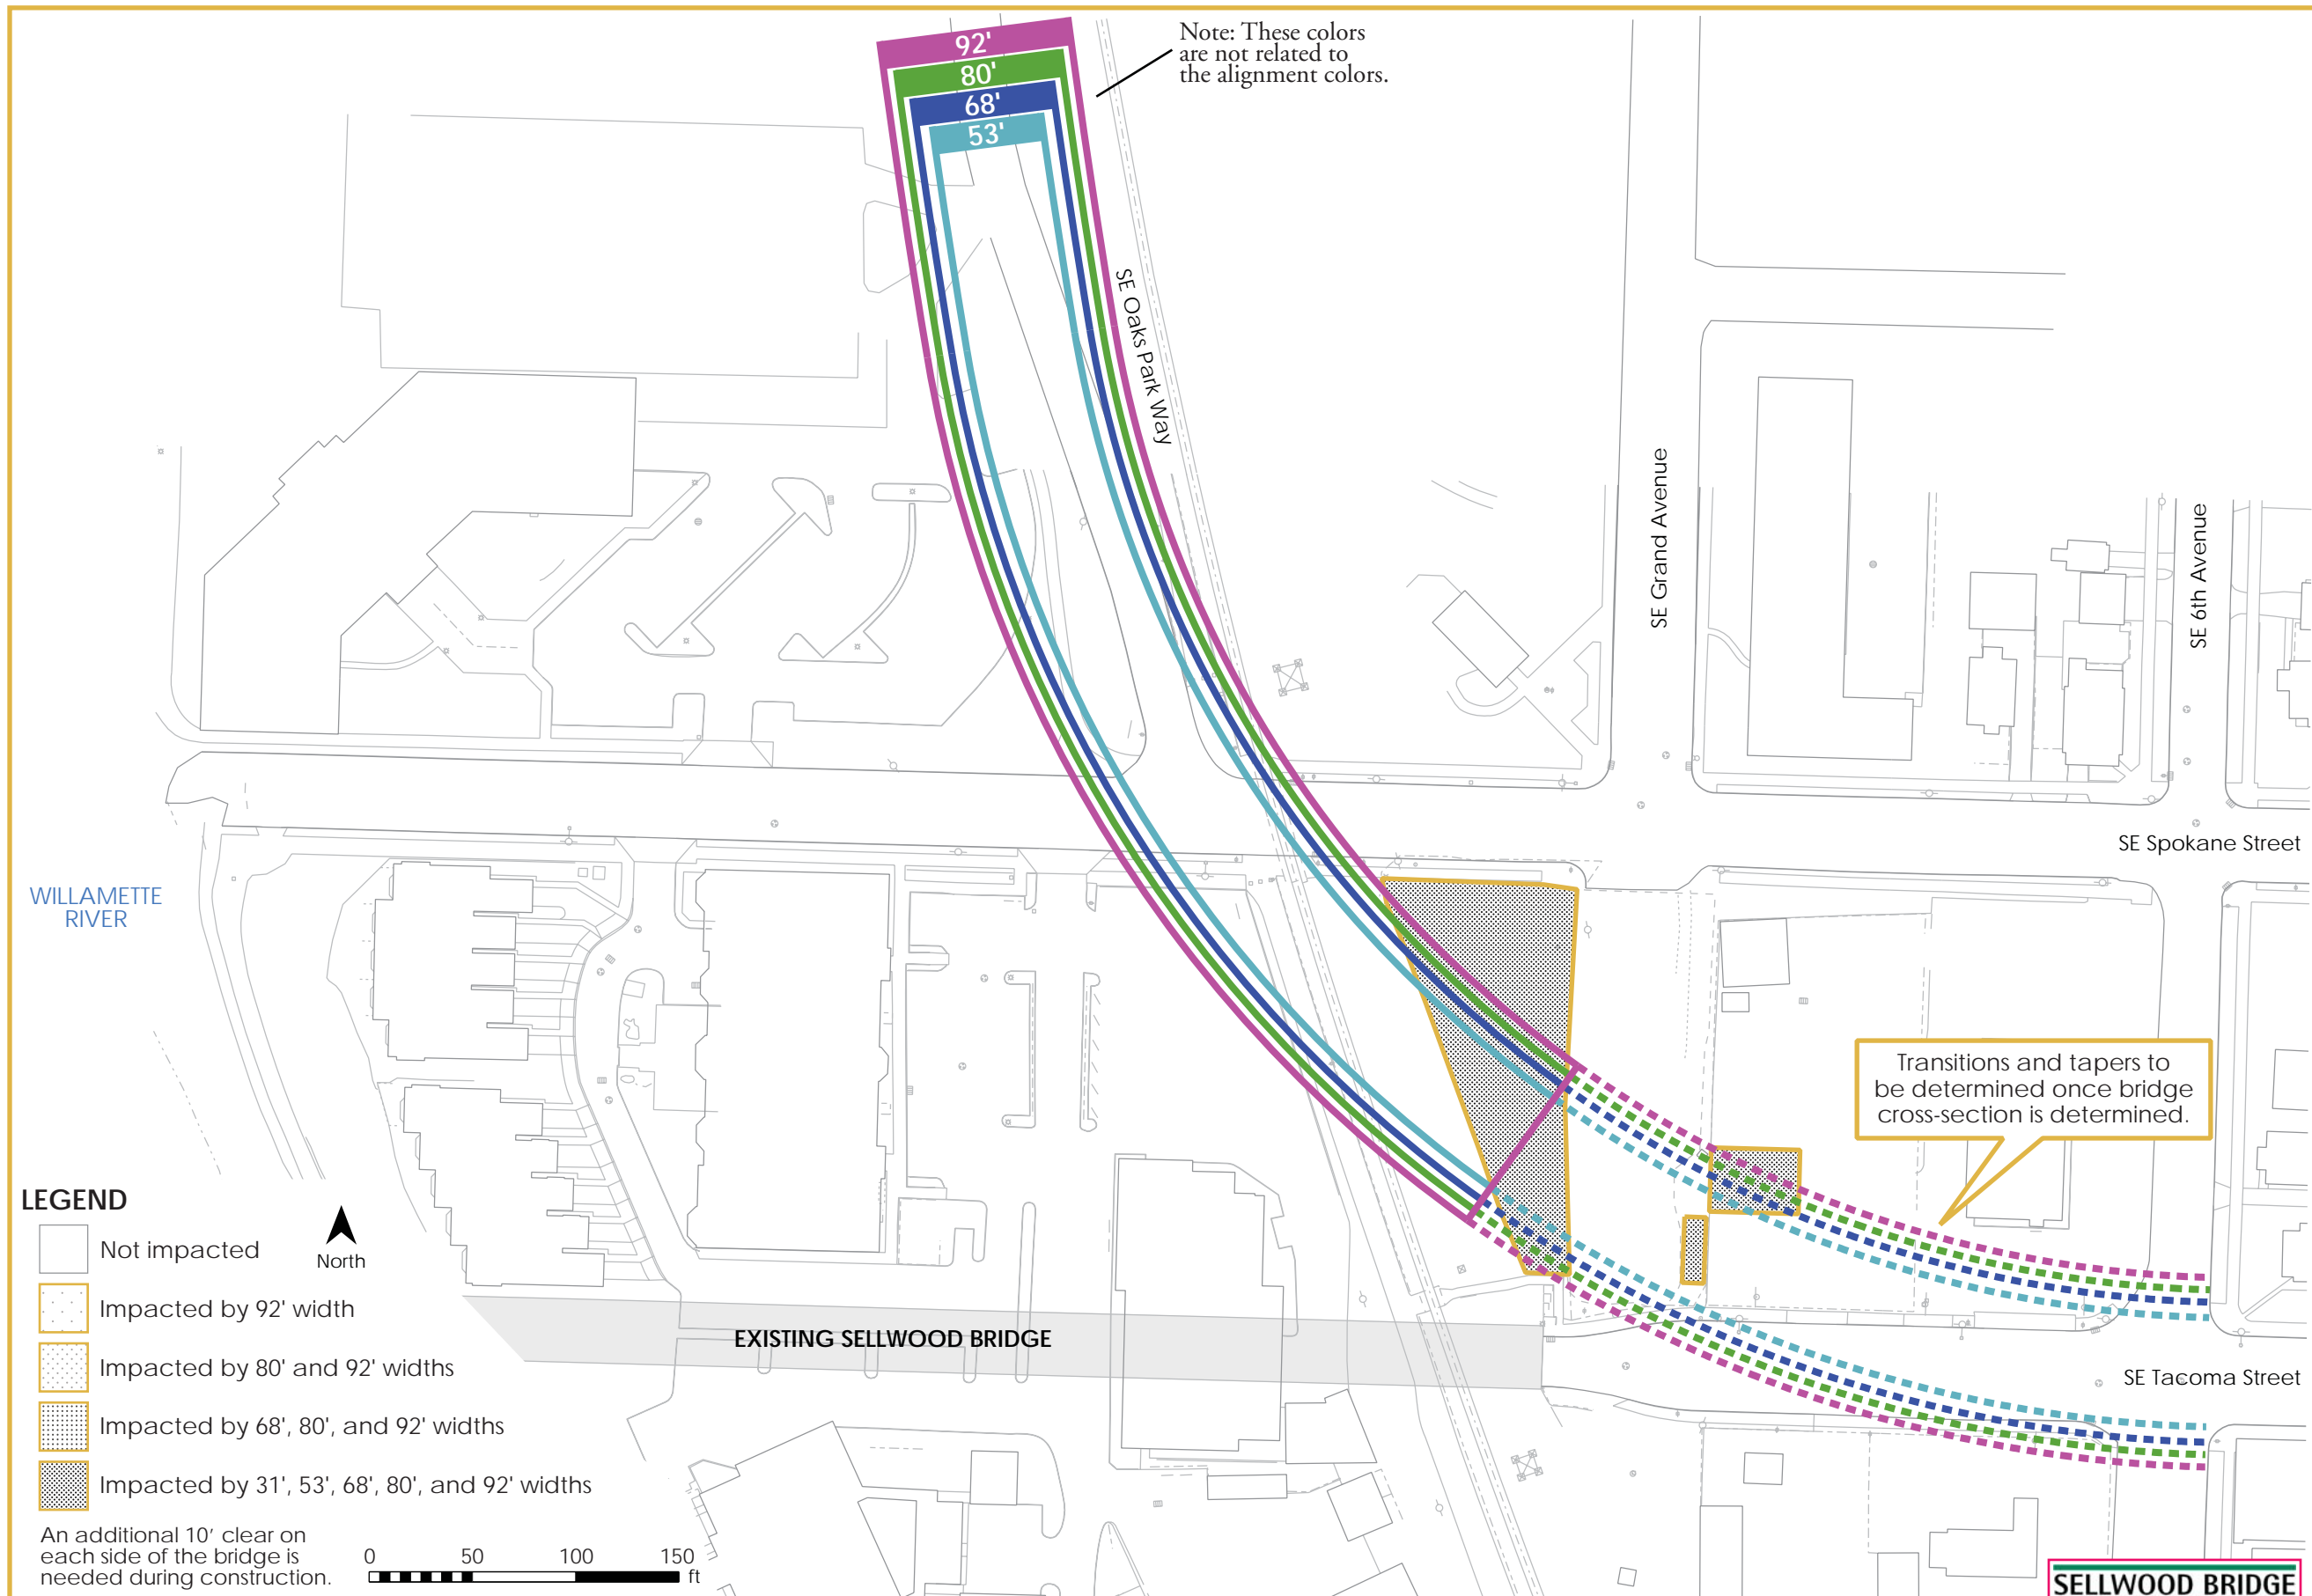 92'
80'
68'
53'
Note: These colors
are not related to
the alignment colors.
SE Oaks Park Way
SE Grand Avenue
SE 6th Avenue
SE Spokane Street
WILLAMETTE
RIVER
Transitions and tapers to
be determined once bridge
cross-section is determined.
LEGEND
Not impacted
North
Impacted by 92' width
EXISTING SELLWOOD BRIDGE
Impacted by 80' and 92' widths
SE Tacoma Street
Impacted by 68', 80', and 92' widths
Impacted by 31', 53', 68', 80', and 92' widths
An additional 10' clear on
each side of the bridge is
needed during construction.
0 50 100 150
ft
SELLWOOD BRIDGE